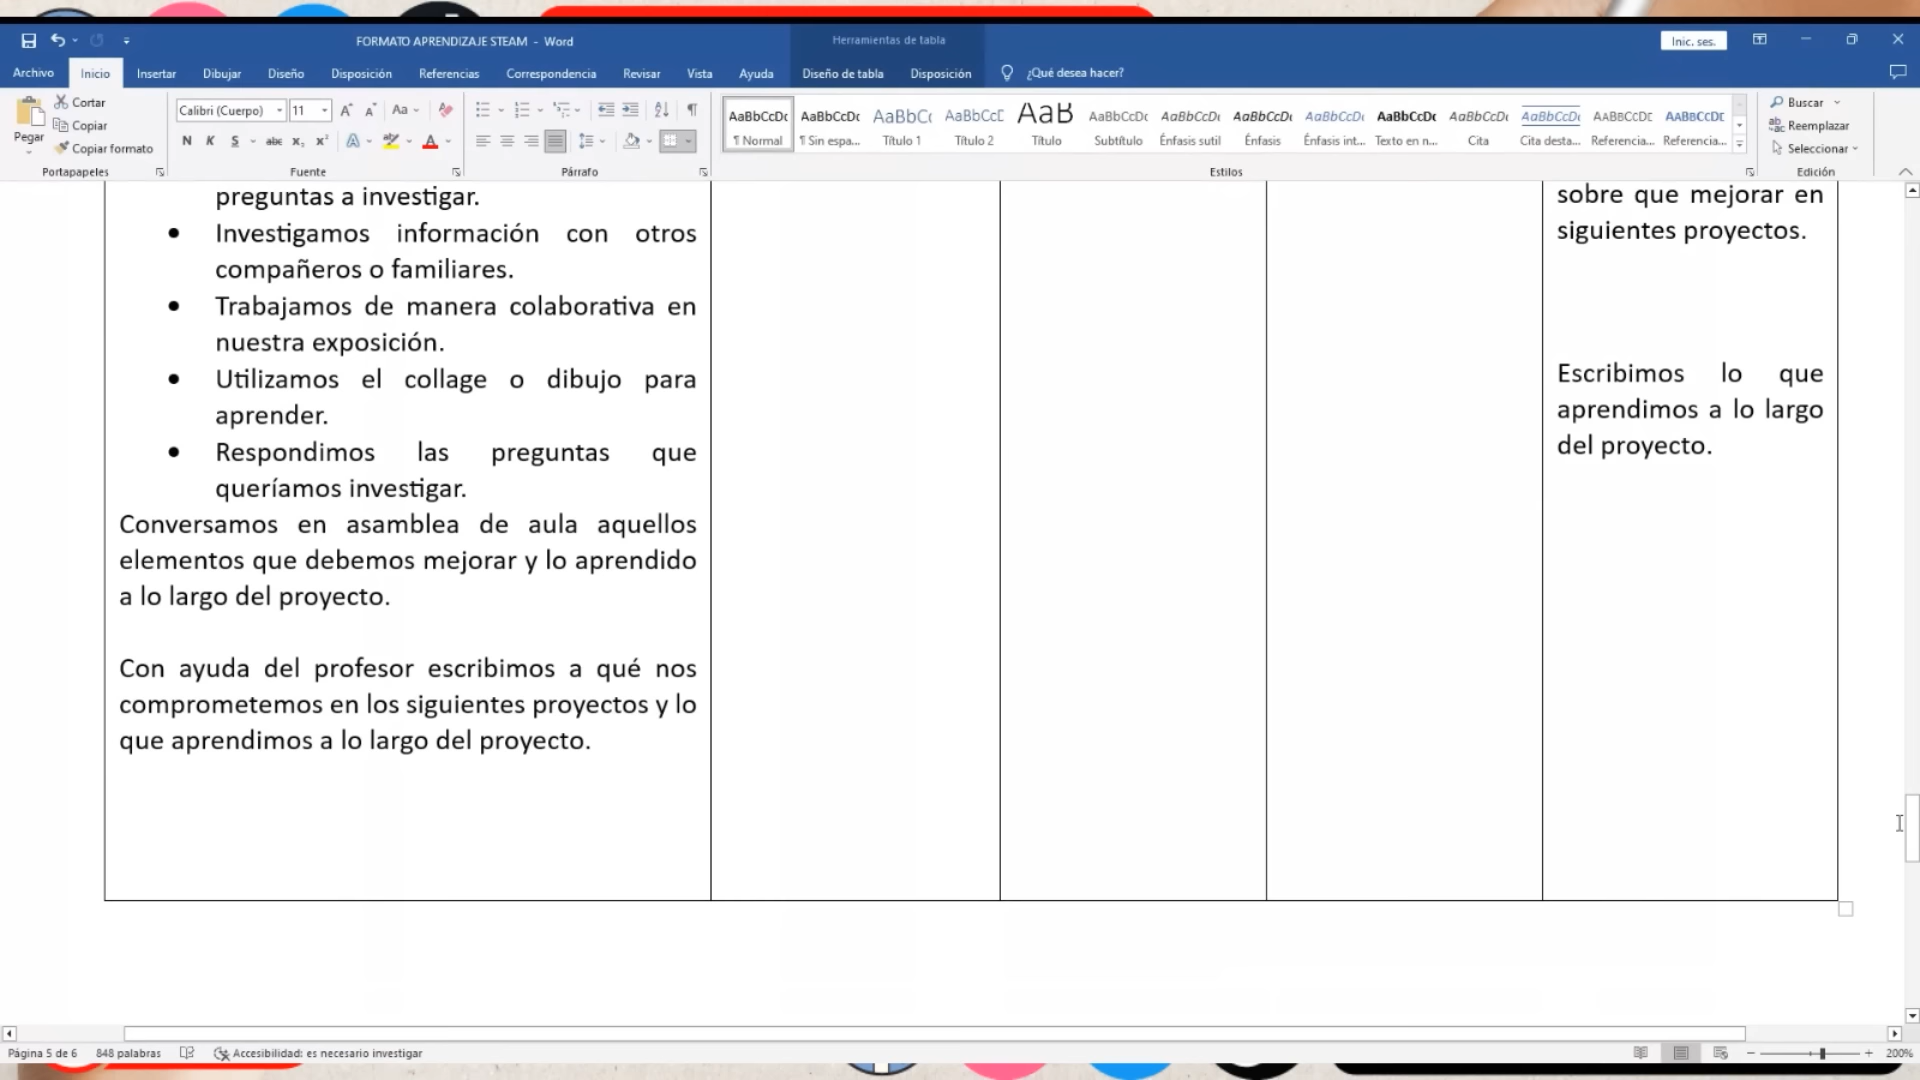 FORMATO APRENDIZAJE STEAM - Word
Herramientas de tabla
Inic. ses.
Archivo Inicio Insertar Dibujar Diseño Disposición Referencias Correspondencia Revisar Vista Ayuda Diseño de tabla Disposición ¿Qué desea hacer?
Pegar
Cortar
Copiar
Copiar formato
Portapapeles
Calibri (Cuerpo) 11
N K S abc x₂ x²
Fuente
Párrafo
AaBbCcDc AaBbCcDc AaBbC( AaBbCcD AaB AaBbCcDc AaBbCcDc AaBbCcDc AaBbCcDc AaBbCcDc AaBbCcDc AaBbCcDc AABBCCDC AABBCCDC
¶ Normal ¶ Sin espa... Título 1 Título 2 Título Subtítulo Énfasis sutil Énfasis Énfasis int... Texto en n... Cita Cita desta... Referencia... Referencia...
Estilos
Buscar
Reemplazar
Seleccionar
Edición
preguntas a investigar.
• Investigamos información con otros
compañeros o familiares.
• Trabajamos de manera colaborativa en
nuestra exposición.
• Utilizamos el collage o dibujo para
aprender.
• Respondimos las preguntas que
queríamos investigar.
Conversamos en asamblea de aula aquellos
elementos que debemos mejorar y lo aprendido
a lo largo del proyecto.
Con ayuda del profesor escribimos a qué nos
comprometemos en los siguientes proyectos y lo
que aprendimos a lo largo del proyecto.
sobre que mejorar en
siguientes proyectos.
Escribimos lo que
aprendimos a lo largo
del proyecto.
Página 5 de 6 848 palabras Accesibilidad: es necesario investigar
200%